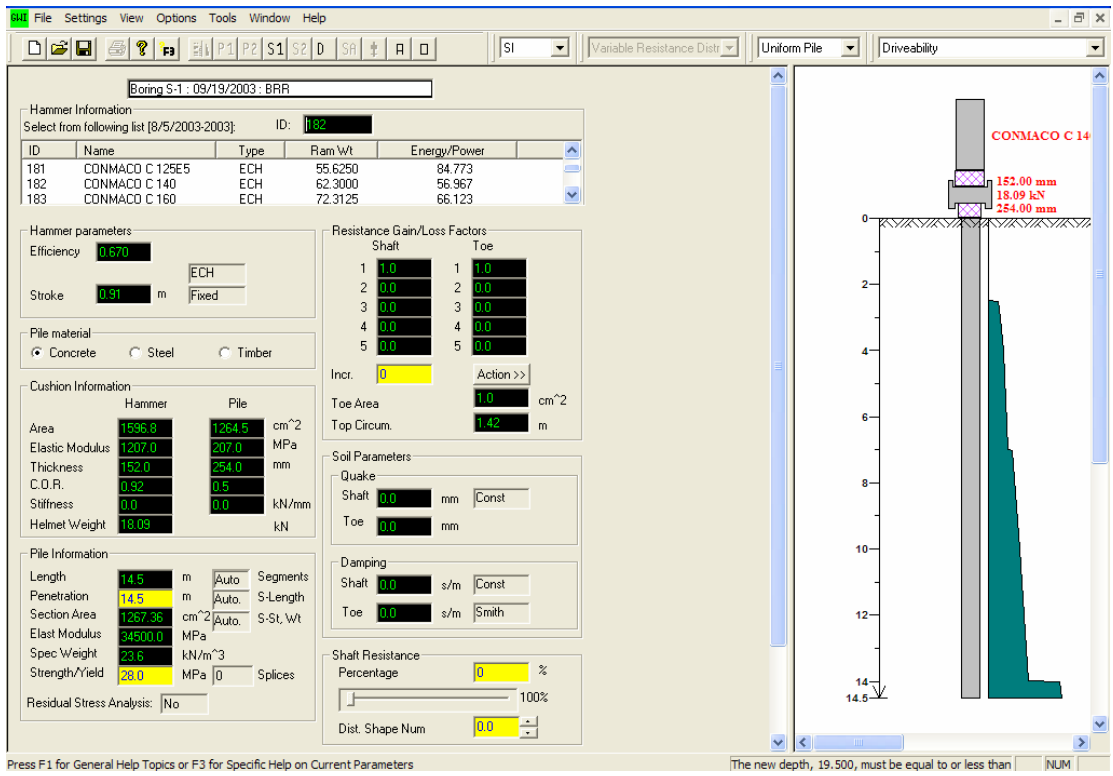 GWI File Settings View Options Tools Window Help
F3 P1 P2 S1 S2 D SA A SI Variable Resistance Distr Uniform Pile Driveability
Boring S-1 : 09/19/2003 : BRR
Hammer Information
Select from following list [8/5/2003-2003]: ID: 182
ID Name Type Ram Wt Energy/Power
181 CONMACO C 125E5 ECH 55.6250 84.773
182 CONMACO C 140 ECH 62.3000 56.967
183 CONMACO C 160 ECH 72.3125 66.123
Hammer parameters
Efficiency 0.670
ECH
Stroke 0.91 m Fixed
Pile material
Concrete Steel Timber
Cushion Information
Hammer Pile
Area 1596.8 1264.5 cm^2
Elastic Modulus 1207.0 207.0 MPa
Thickness 152.0 254.0 mm
C.O.R. 0.92 0.5
Stiffness 0.0 0.0 kN/mm
Helmet Weight 18.09 kN
Pile Information
Length 14.5 m Auto Segments
Penetration 14.5 m Auto. S-Length
Section Area 1267.36 cm^2 Auto. S-St, Wt
Elast Modulus 34500.0 MPa
Spec Weight 23.6 kN/m^3
Strength/Yield 28.0 MPa 0 Splices
Residual Stress Analysis: No
Resistance Gain/Loss Factors
Shaft Toe
1 1.0 1 1.0
2 0.0 2 0.0
3 0.0 3 0.0
4 0.0 4 0.0
5 0.0 5 0.0
Incr. 0 Action >>
Toe Area 1.0 cm^2
Top Circum. 1.42 m
Soil Parameters
Quake
Shaft 0.0 mm Const
Toe 0.0 mm
Damping
Shaft 0.0 s/m Const
Toe 0.0 s/m Smith
Shaft Resistance
Percentage 0 %
100%
Dist. Shape Num 0.0
CONMACO C 14
152.00 mm
18.09 kN
254.00 mm
0
2
4
6
8
10
12
14
14.5
Press F1 for General Help Topics or F3 for Specific Help on Current Parameters The new depth, 19.500, must be equal to or less than NUM